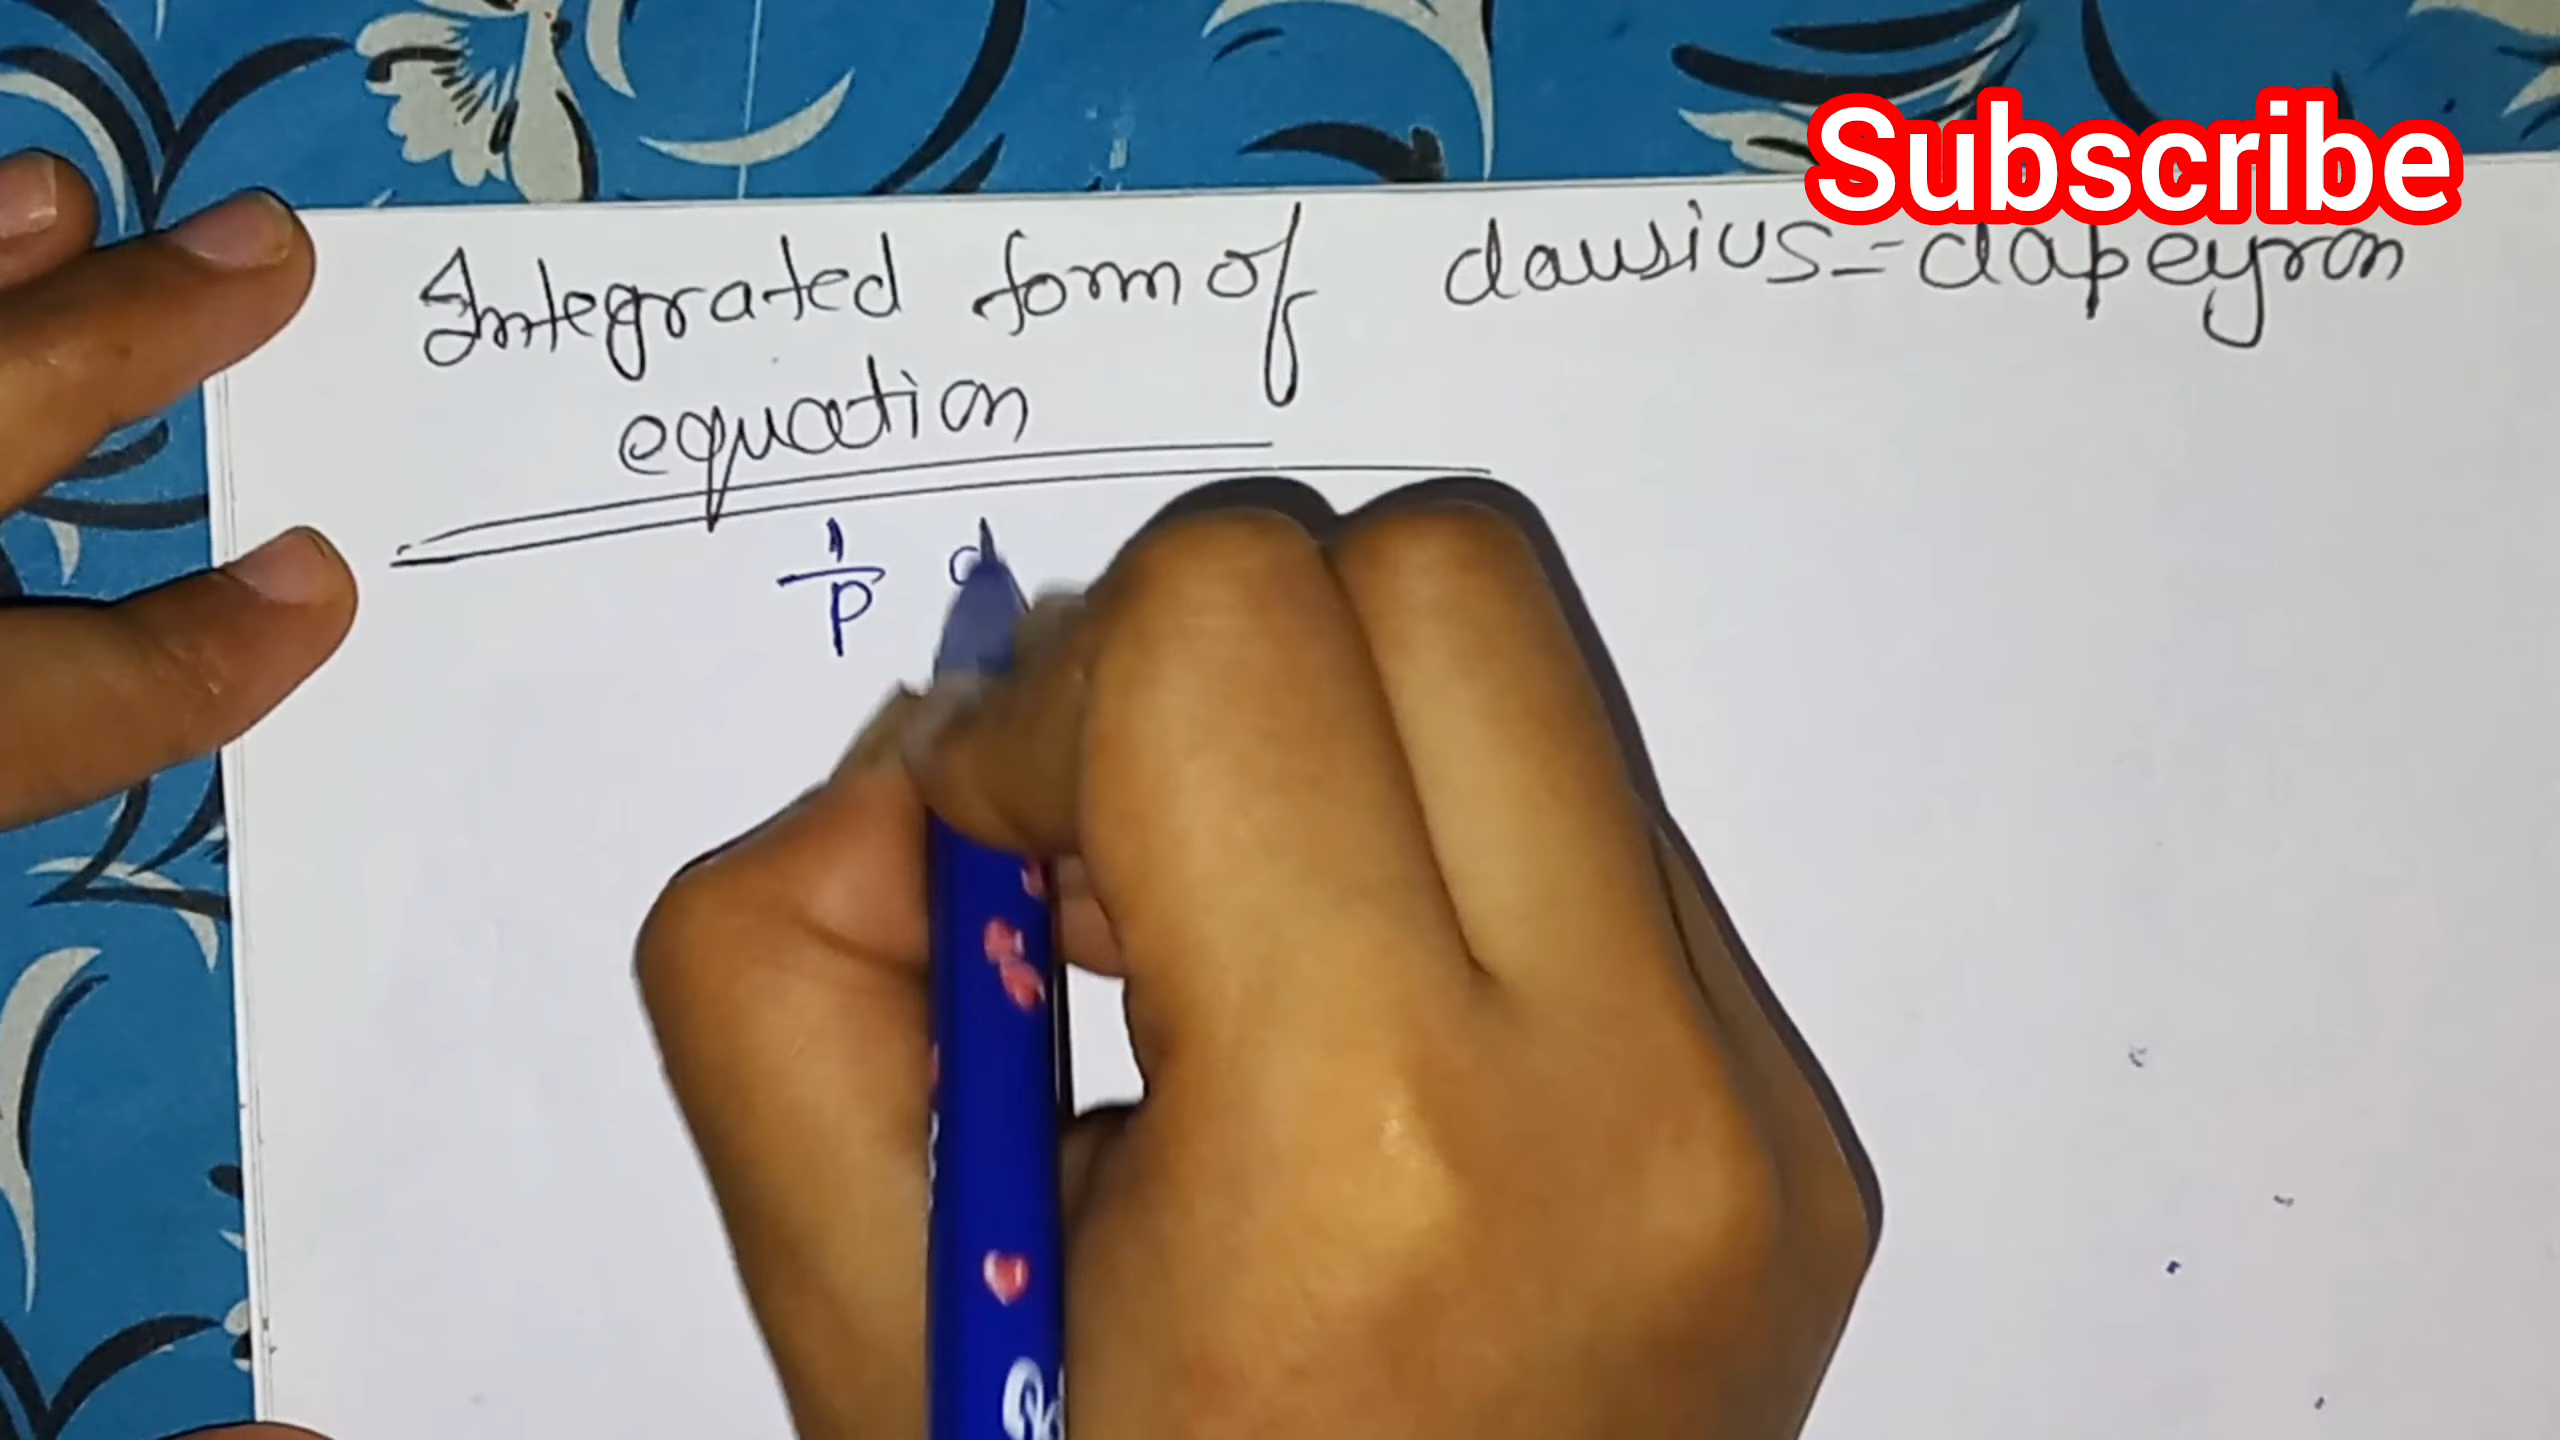 Subscribe
Integrated form of clausius=clapeyron
equation
1
P
d